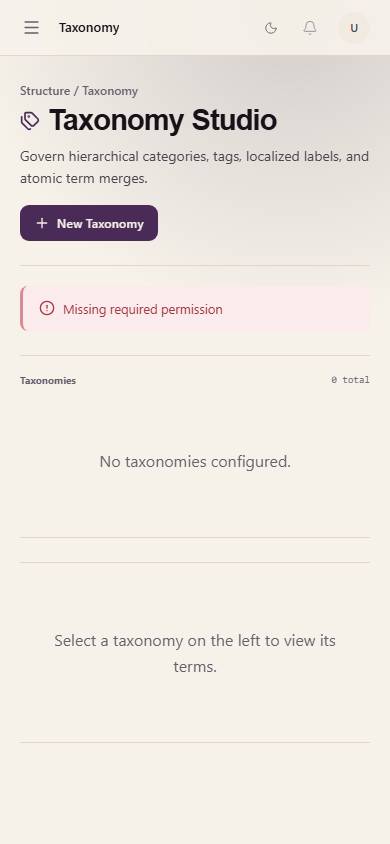 Taxonomy
U
Structure / Taxonomy
Taxonomy Studio
Govern hierarchical categories, tags, localized labels, and
atomic term merges.
New Taxonomy
Missing required permission
Taxonomies
0 total
No taxonomies configured.
Select a taxonomy on the left to view its
terms.